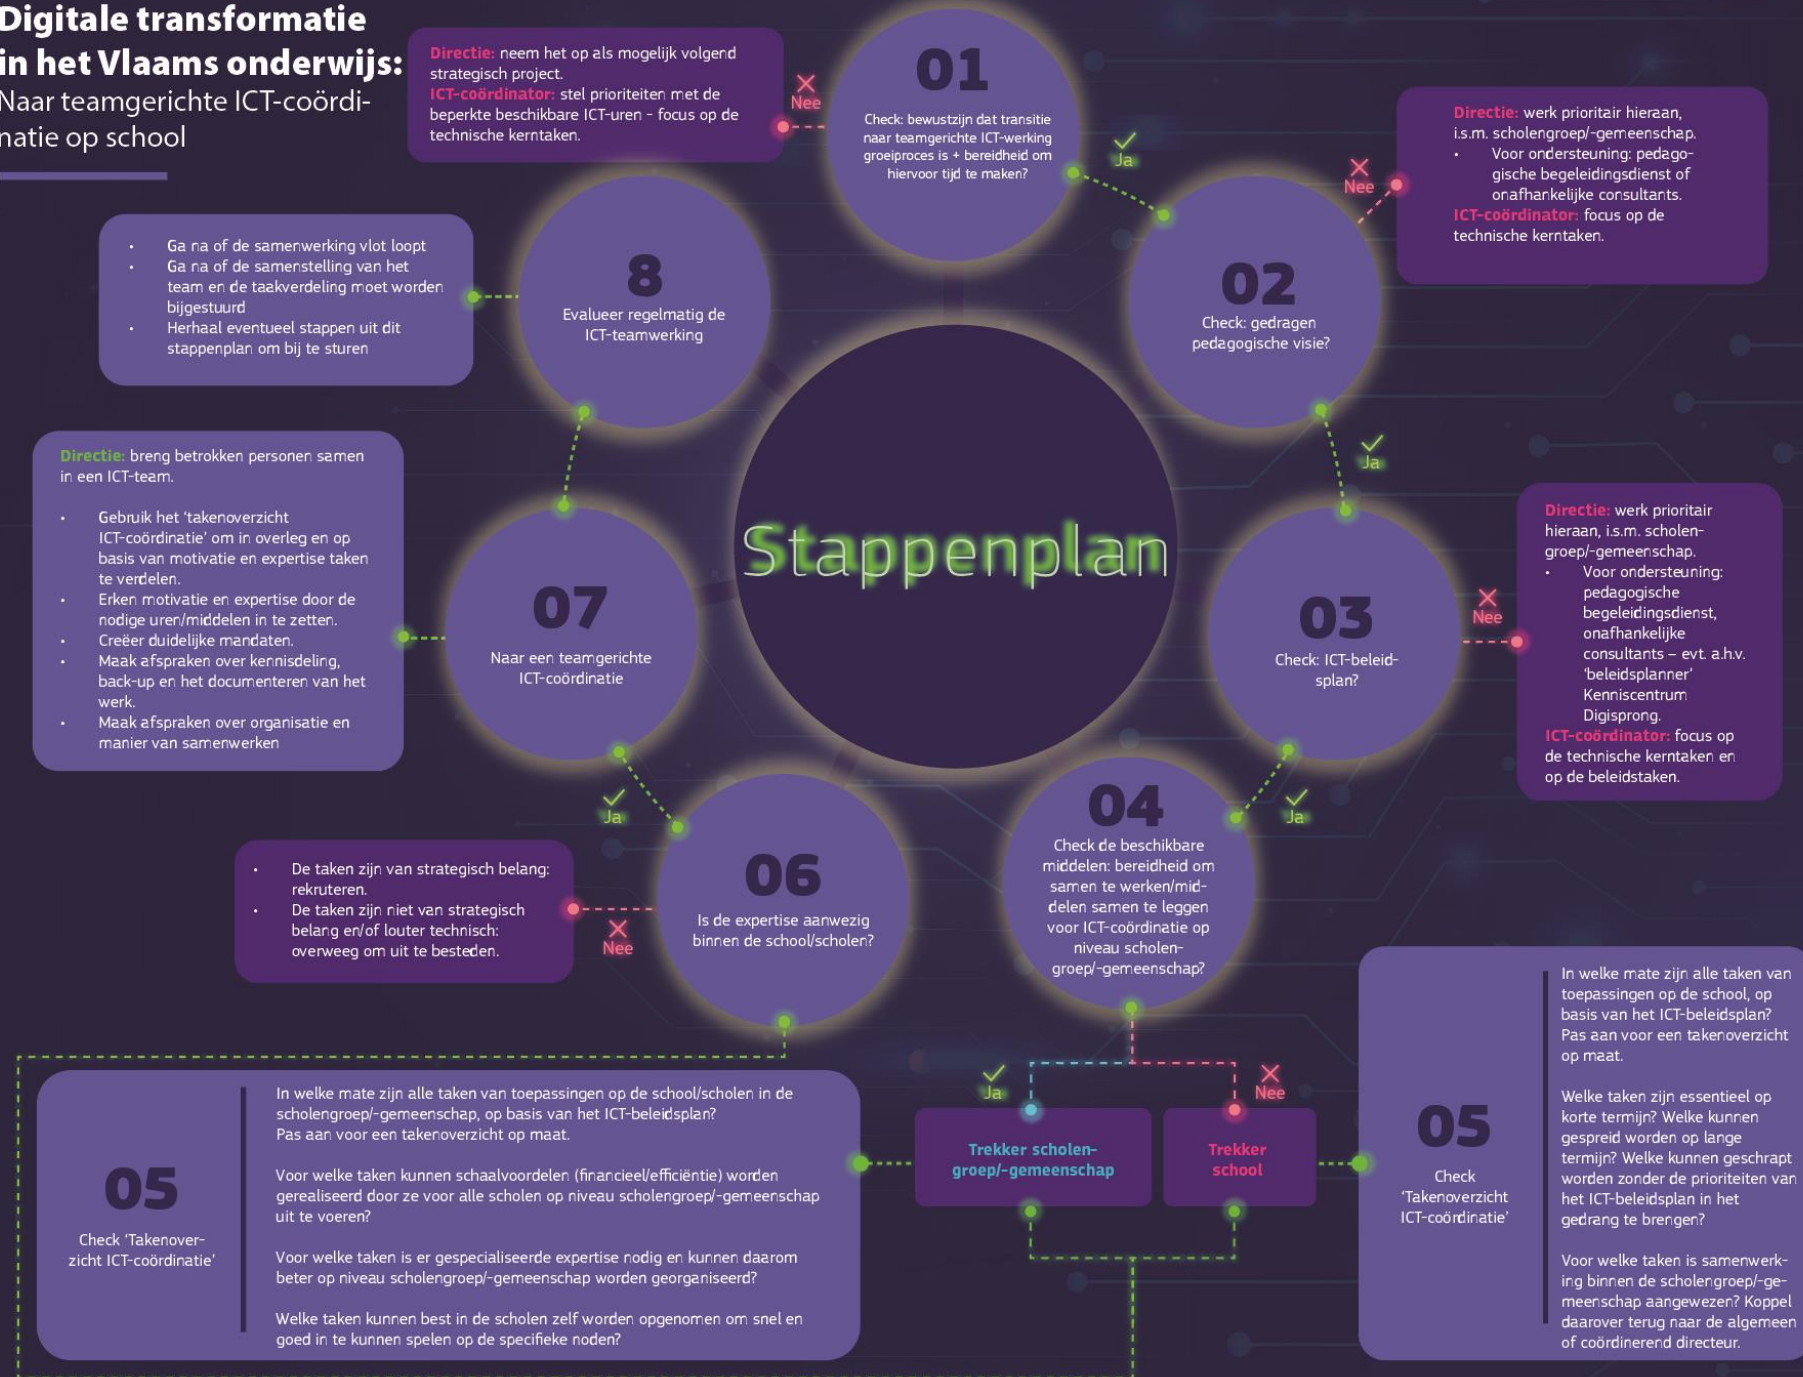 Digitale transformatie
in het Vlaams onderwijs:
Naar teamgerichte ICT-coördi-
natie op school
Directie: neem het op als mogelijk volgend
strategisch project.
ICT-coördinator: stel prioriteiten met de
beperkte beschikbare ICT-uren - focus op de
technische kerntaken.
Nee
01
Check: bewustzijn dat transitie
naar teamgerichte ICT-werking
groeiproces is + bereidheid om
hiervoor tijd te maken?
Ja
02
Check: gedragen
pedagogische visie?
Nee
Directie: werk prioritair hieraan,
i.s.m. scholengroep/-gemeenschap.
• Voor ondersteuning: pedago-
gische begeleidingsdienst of
onafhankelijke consultants.
ICT-coördinator: focus op de
technische kerntaken.
Ja
Stappenplan
03
Check: ICT-beleid-
splan?
Nee
Directie: werk prioritair
hieraan, i.s.m. scholen-
groep/-gemeenschap.
• Voor ondersteuning:
pedagogische
begeleidingsdienst,
onafhankelijke
consultants – evt. a.h.v.
'beleidsplanner'
Kenniscentrum
Digisprong.
ICT-coördinator: focus op
de technische kerntaken en
op de beleidstaken.
Ja
04
Check de beschikbare
middelen: bereidheid om
samen te werken/mid-
delen samen te leggen
voor ICT-coördinatie op
niveau scholen-
groep/-gemeenschap?
Ja
Nee
Trekker scholen-
groep/-gemeenschap
Trekker
school
05
Check
'Takenoverzicht
ICT-coördinatie'
In welke mate zijn alle taken van
toepassingen op de school, op
basis van het ICT-beleidsplan?
Pas aan voor een takenoverzicht
op maat.
Welke taken zijn essentieel op
korte termijn? Welke kunnen
gespreid worden op lange
termijn? Welke kunnen geschrapt
worden zonder de prioriteiten van
het ICT-beleidsplan in het
gedrang te brengen?
Voor welke taken is samenwerk-
ing binnen de scholengroep/-ge-
meenschap aangewezen? Koppel
daarover terug naar de algemeen
of coördinerend directeur.
05
Check 'Takenover-
zicht ICT-coördinatie'
In welke mate zijn alle taken van toepassingen op de school/scholen in de
scholengroep/-gemeenschap, op basis van het ICT-beleidsplan?
Pas aan voor een takenoverzicht op maat.
Voor welke taken kunnen schaalvoordelen (financieel/efficiëntie) worden
gerealiseerd door ze voor alle scholen op niveau scholengroep/-gemeenschap
uit te voeren?
Voor welke taken is er gespecialiseerde expertise nodig en kunnen daarom
beter op niveau scholengroep/-gemeenschap worden georganiseerd?
Welke taken kunnen best in de scholen zelf worden opgenomen om snel en
goed in te kunnen spelen op de specifieke noden?
06
Is de expertise aanwezig
binnen de school/scholen?
Nee
• De taken zijn van strategisch belang:
rekruteren.
• De taken zijn niet van strategisch
belang en/of louter technisch:
overweeg om uit te besteden.
Ja
07
Naar een teamgerichte
ICT-coördinatie
Directie: breng betrokken personen samen
in een ICT-team.
• Gebruik het 'takenoverzicht
ICT-coördinatie' om in overleg en op
basis van motivatie en expertise taken
te verdelen.
• Erken motivatie en expertise door de
nodige uren/middelen in te zetten.
• Creëer duidelijke mandaten.
• Maak afspraken over kennisdeling,
back-up en het documenteren van het
werk.
• Maak afspraken over organisatie en
manier van samenwerken
8
Evalueer regelmatig de
ICT-teamwerking
• Ga na of de samenwerking vlot loopt
• Ga na of de samenstelling van het
team en de taakverdeling moet worden
bijgestuurd
• Herhaal eventueel stappen uit dit
stappenplan om bij te sturen